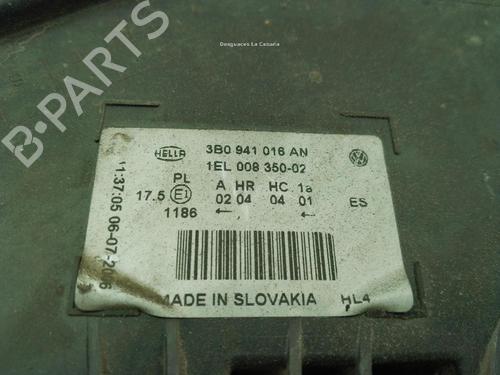 Desguaces La Cabaña
B-PARTS
HELLA 3B0 941 016 AN
1EL 008 350-02
PL A HR HC 1a
17.5 E1 02 04 04 01 ES
1186
MADE IN SLOVAKIA HL4
11:37:05 06-07-2006